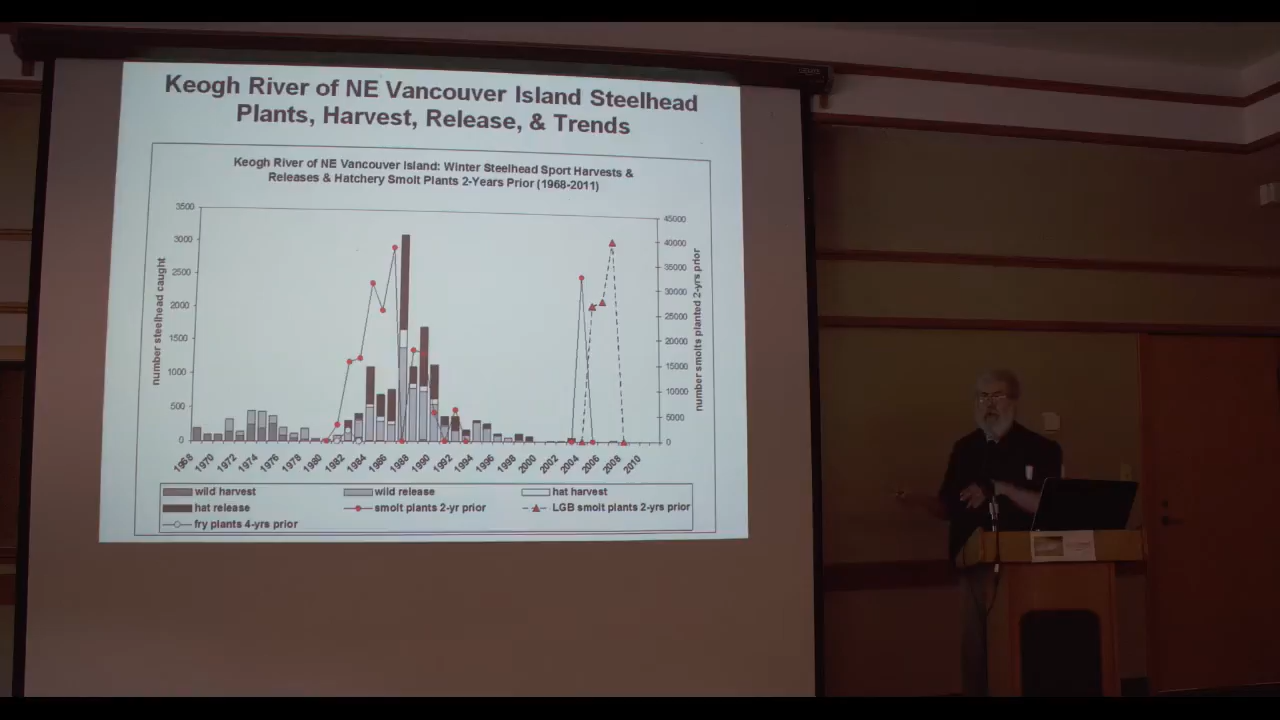 Keogh River of NE Vancouver Island Steelhead
Plants, Harvest, Release, & Trends
Keogh River of NE Vancouver Island: Winter Steelhead Sport Harvests &
Releases & Hatchery Smolt Plants 2-Years Prior (1968-2011)
number steelhead caught
3500
3000
2500
2000
1500
1000
500
0
45000
40000
35000
30000
25000
20000
15000
10000
5000
0
number smolts planted 2-yrs prior
1968 1970 1972 1974 1976 1978 1980 1982 1984 1986 1988 1990 1992 1994 1996 1998 2000 2002 2004 2006 2008 2010
wild harvest wild release hat harvest
hat release smolt plants 2-yr prior LGB smolt plants 2-yrs prior
fry plants 4-yrs prior